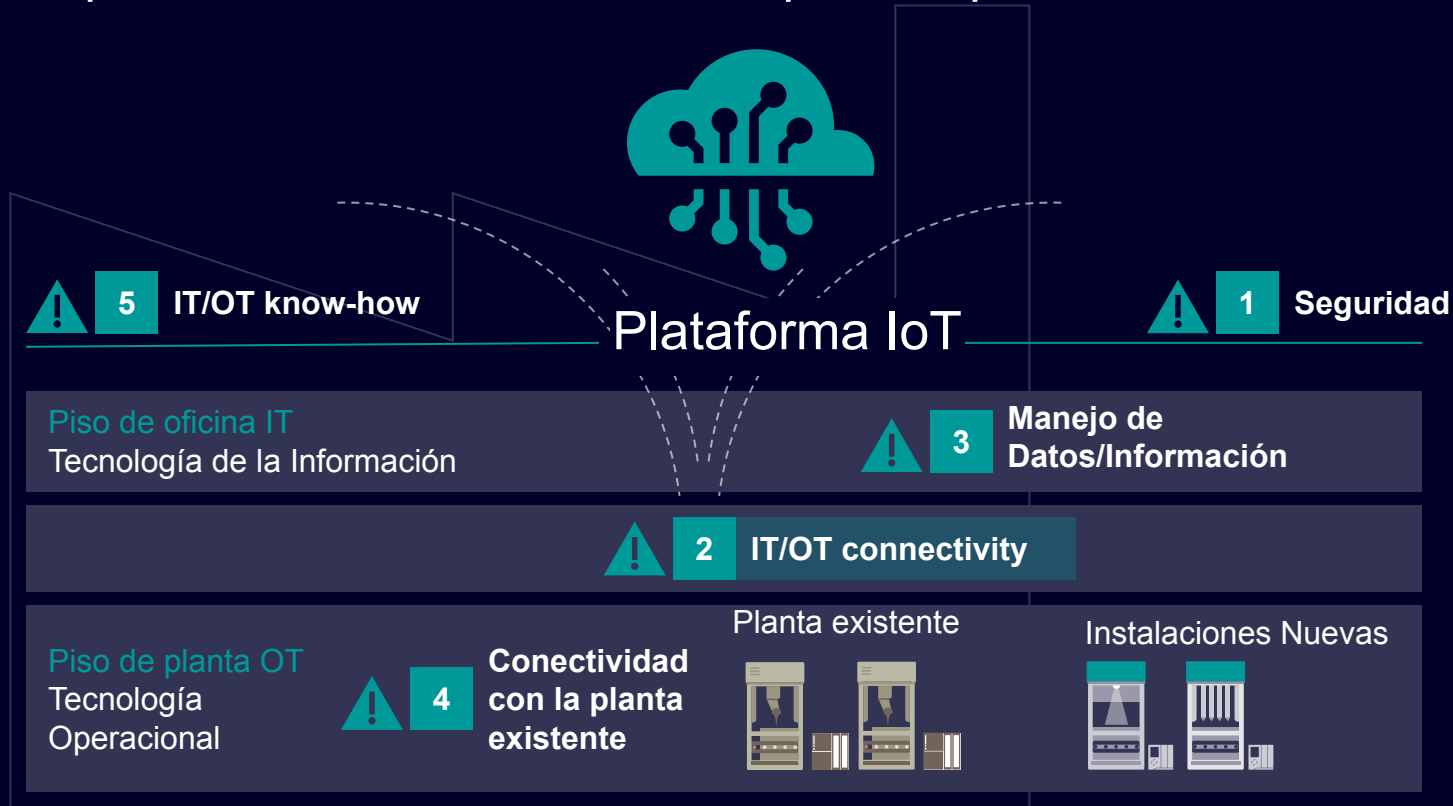 5 IT/OT know-how
1 Seguridad
Plataforma IoT
Piso de oficina IT
Tecnología de la Información
3 Manejo de
Datos/Información
2 IT/OT connectivity
Piso de planta OT
Tecnología
Operacional
4 Conectividad
con la planta
existente
Planta existente
Instalaciones Nuevas